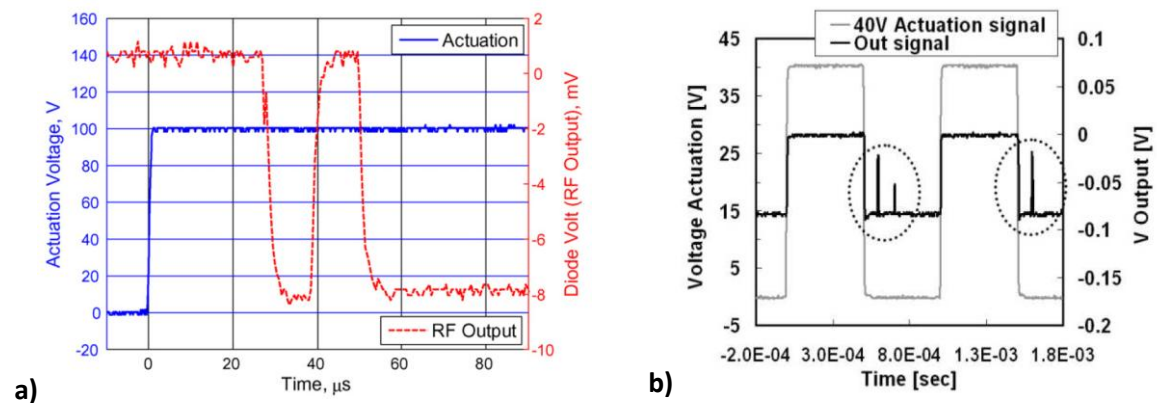 160
140
120
100
80
60
40
20
0
-20
Actuation Voltage, V
Actuation
RF Output
2
0
-2
-4
-6
-8
-10
Diode Volt (RF Output), mV
0 20 40 60 80
Time, μs
a)
40V Actuation signal
Out signal
45
35
25
15
5
-5
Voltage Actuation [V]
0.1
0.05
0
-0.05
-0.1
-0.15
-0.2
V Output [V]
-2.0E-04 3.0E-04 8.0E-04 1.3E-03 1.8E-03
Time [sec]
b)